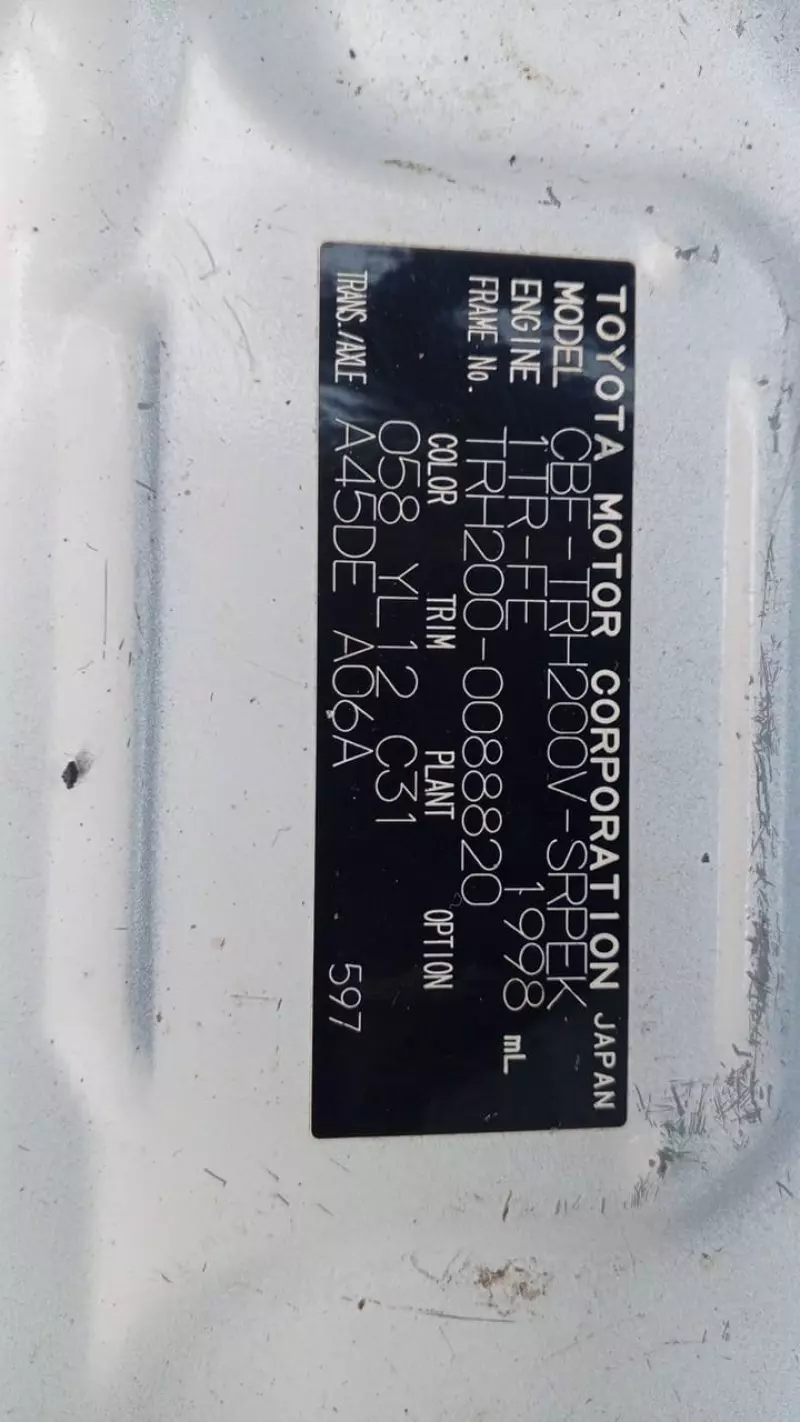 TOYOTA MOTOR CORPORATION JAPAN
MODEL CBF-TRH200V-SRPEK
ENGINE 1TR-FE 1998 mL
FRAME No. TRH200-0088820
COLOR TRIM PLANT OPTION
058 YL12 C31
TRANS./AXLE A45DE A06A 597